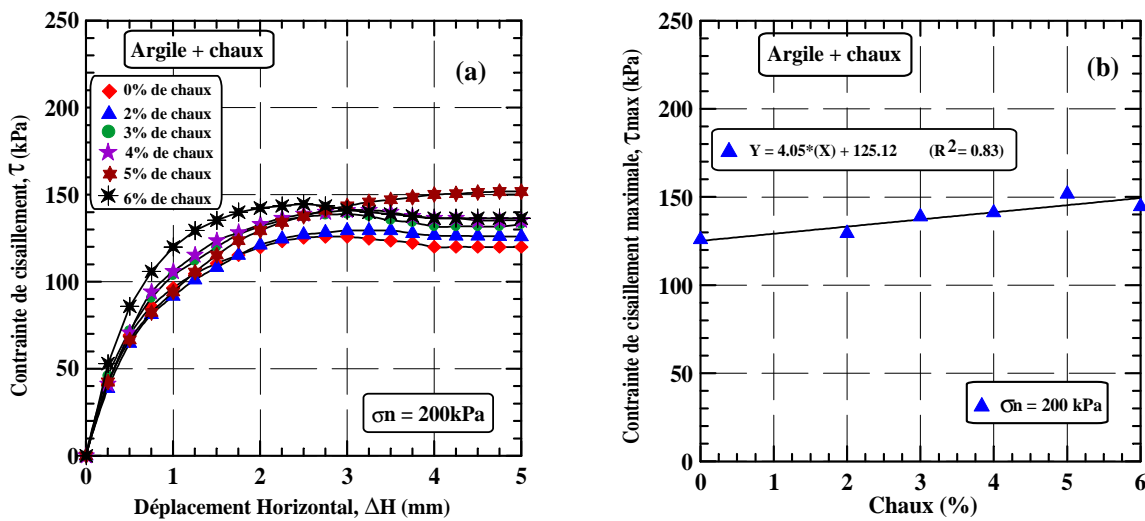 Argile + chaux
(a)
0% de chaux
2% de chaux
3% de chaux
4% de chaux
5% de chaux
6% de chaux
σn = 200kPa
250
200
150
100
50
0
0 1 2 3 4 5
Contrainte de cisaillement, τ (kPa)
Déplacement Horizontal, ΔH (mm)
Argile + chaux
(b)
Y = 4.05*(X) + 125.12 (R2 = 0.83)
σn = 200 kPa
250
200
150
100
50
0
0 1 2 3 4 5 6
Contrainte de cisaillement maximale, τmax (kPa)
Chaux (%)